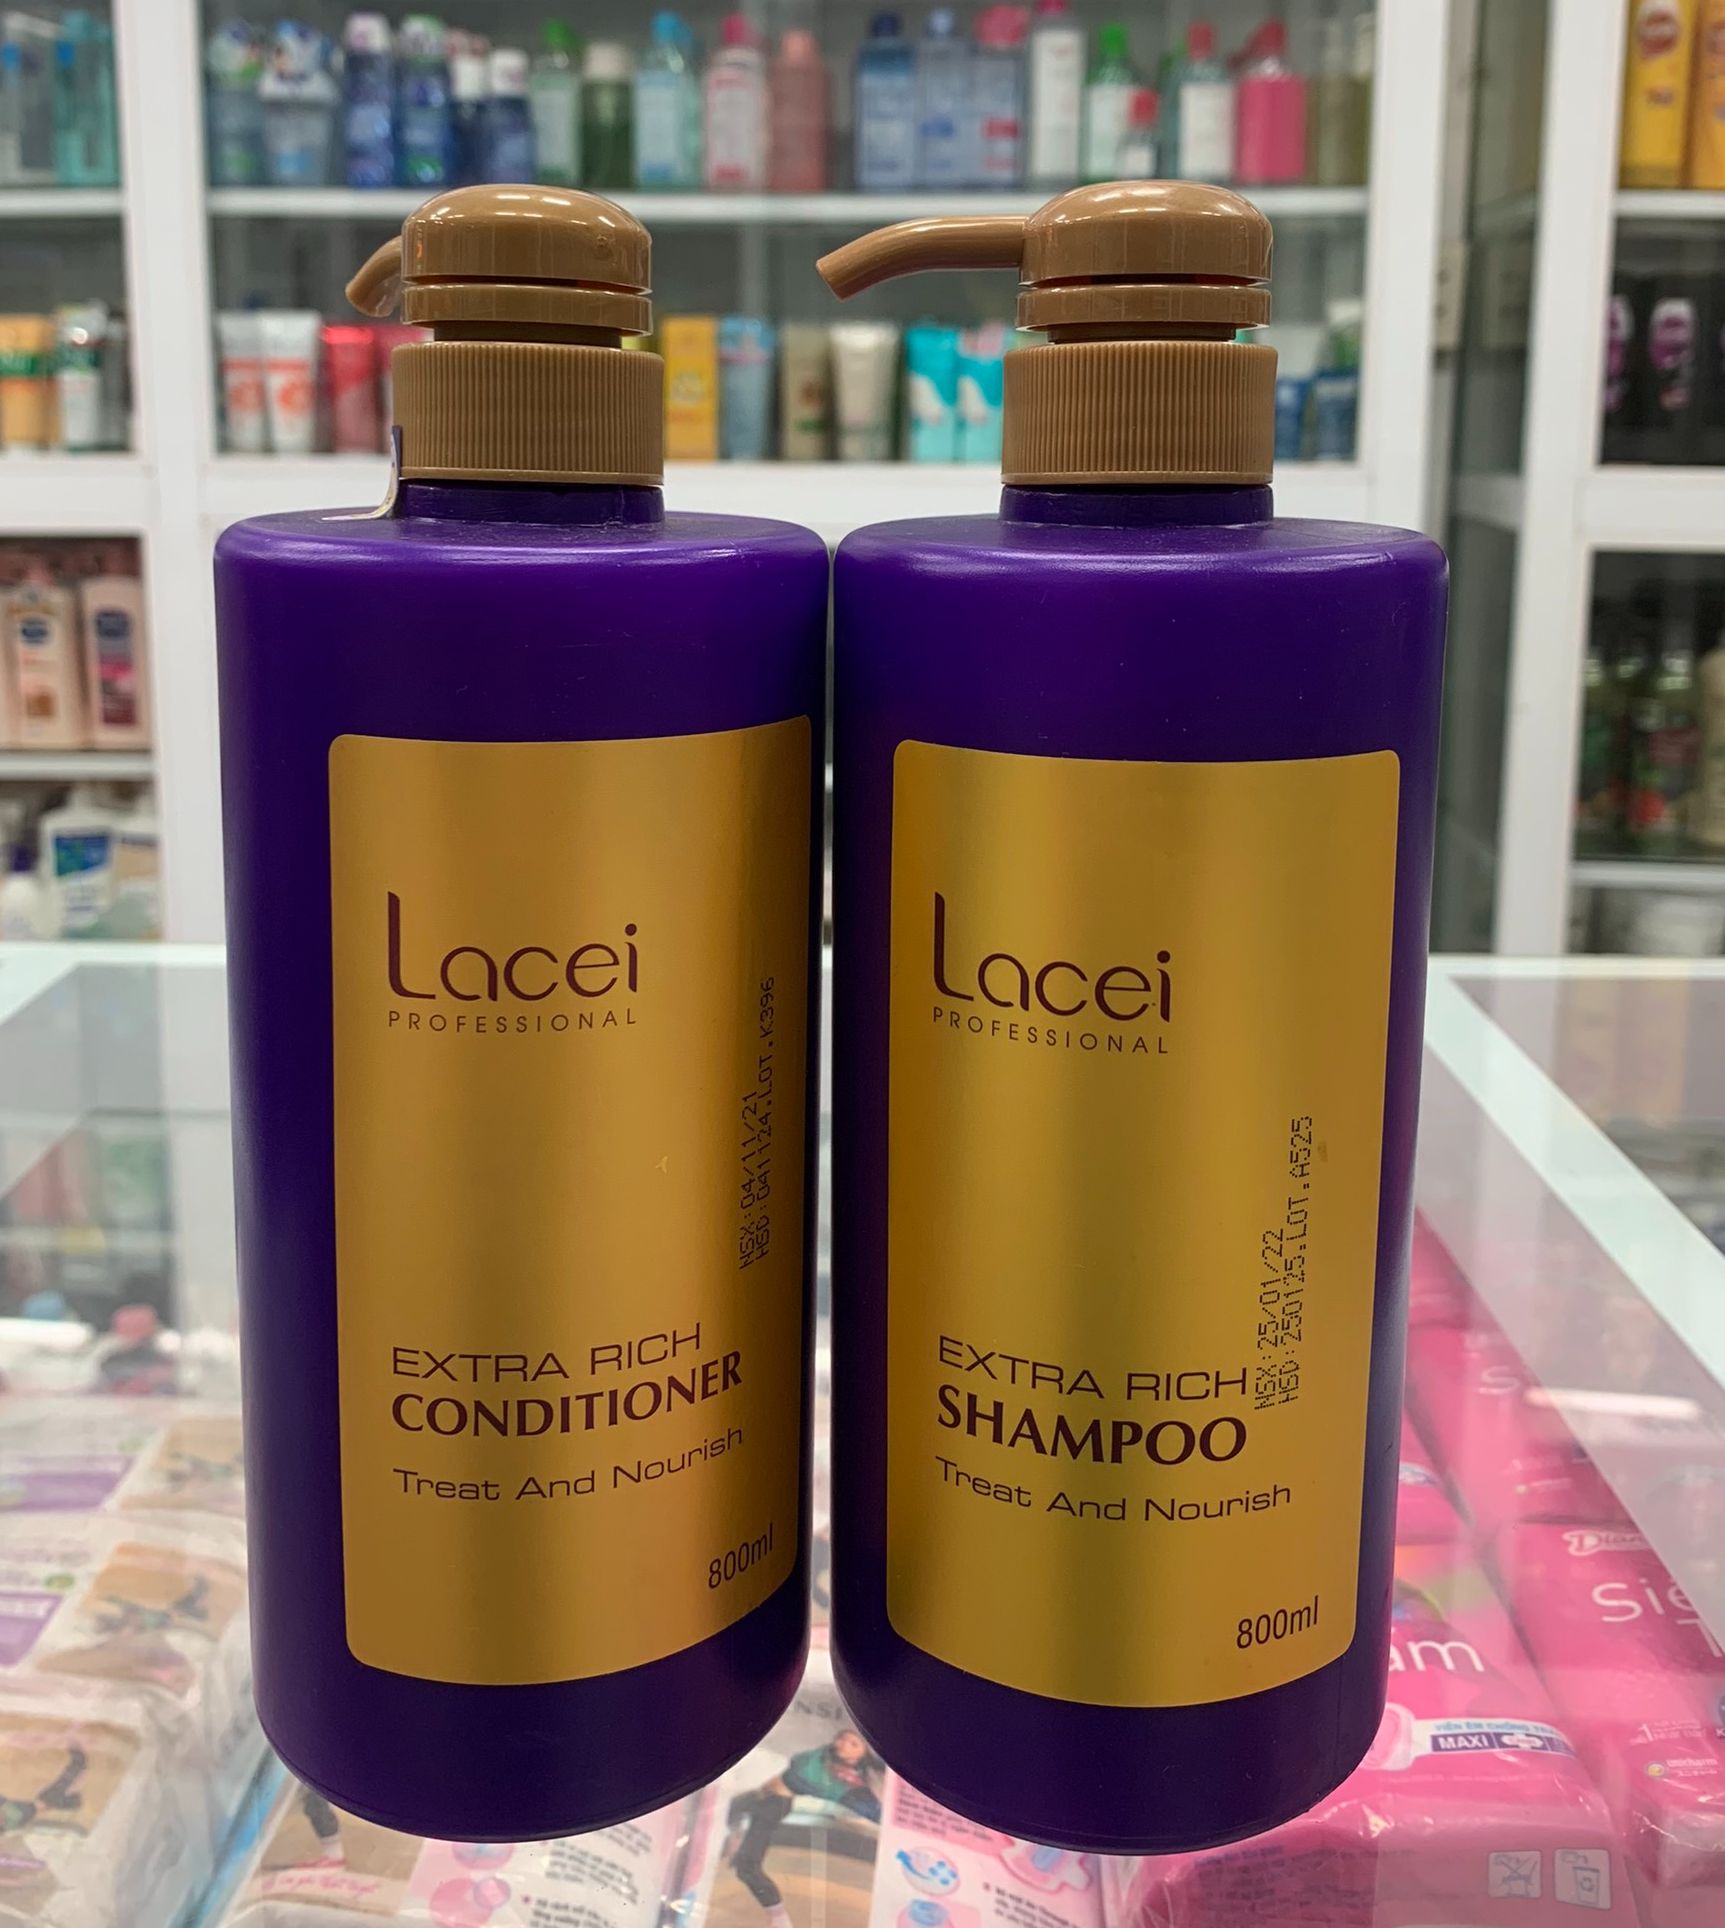 Lacei
PROFESSIONAL
NSX:04/11/21
HSD:041124.LOT.K396
EXTRA RICH
CONDITIONER
Treat And Nourish
800ml
Lacei
PROFESSIONAL
NSX:25/01/22
HSD:250125.LOT.A525
EXTRA RICH
SHAMPOO
Treat And Nourish
800ml
MAXI